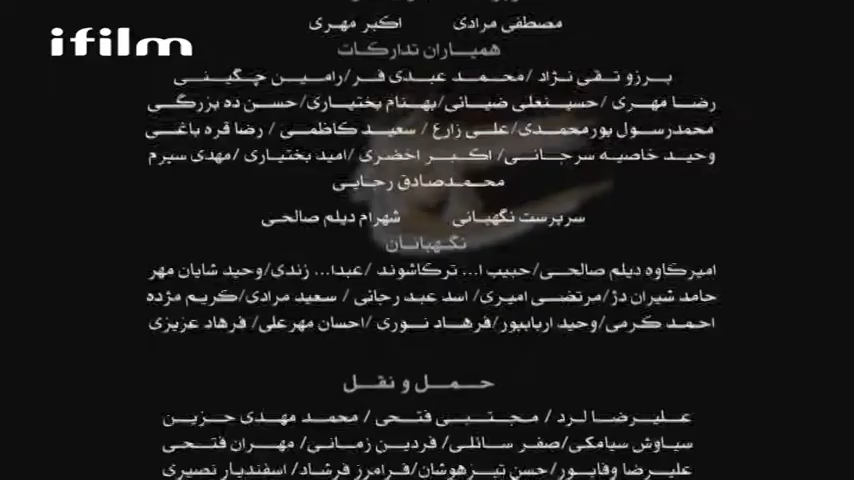 ifilm
مصطفی مرادی اکبر مهری
همیاران تدارکات
برزو تقی نژاد /محمد عبدی فر/رامین چگینی
رضا مهری /حسینعلی ضیائی/بهنام بختیاری/حسن ده بزرگی
محمدرسول پورمحمدی/علی زارع / سعید کاظمی / رضا قره باغی
وحید خاصیه سرجانی/ اکبر اخضری /امید بختیاری /مهدی سیرم
محمدصادق رجایی
سرپرست نگهبانی شهرام دیلم صالحی
نگهبانان
امیرکاوه دیلم صالحی/حبیب ا... ترکاشوند /عبدا... زندی/وحید شایان مهر
حامد شیران دژ/مرتضی امیری/ اسد عبد رجانی / سعید مرادی/کریم مژده
احمد کرمی/وحید اربابپور/فرهاد نوری /احسان مهرعلی/ فرهاد عزیزی
حمل و نقل
علیرضا لرد / مجتبی فتحی / محمد مهدی حزین
سیاوش سیامکی/صفر سائلی/ فردین زمانی/ مهران فتحی
علیرضا وفاپور/حسن تیزهوشان/فرامرز فرشاد/ اسفندیار نصیری